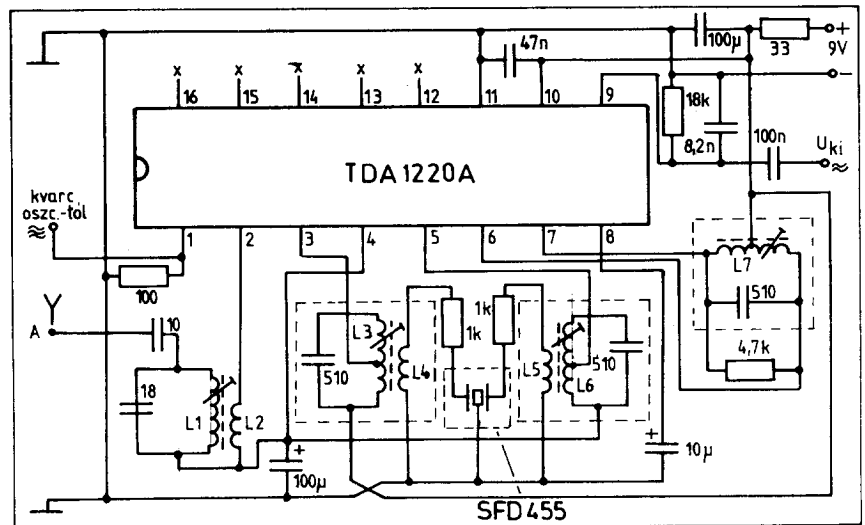 47n
100µ
33
+
9V
-
x x x x x
16 15 14 13 12 11 10 9
18k
8,2n
100n
Uki
≈
TDA1220A
kvarc
oszc.-tól
≈
1 2 3 4 5 6 7 8
100
A
10
18
L1
L2
L3
510
L4
1k
1k
L5
L6
510
L7
510
4,7k
+
100µ
+
10µ
SFD455